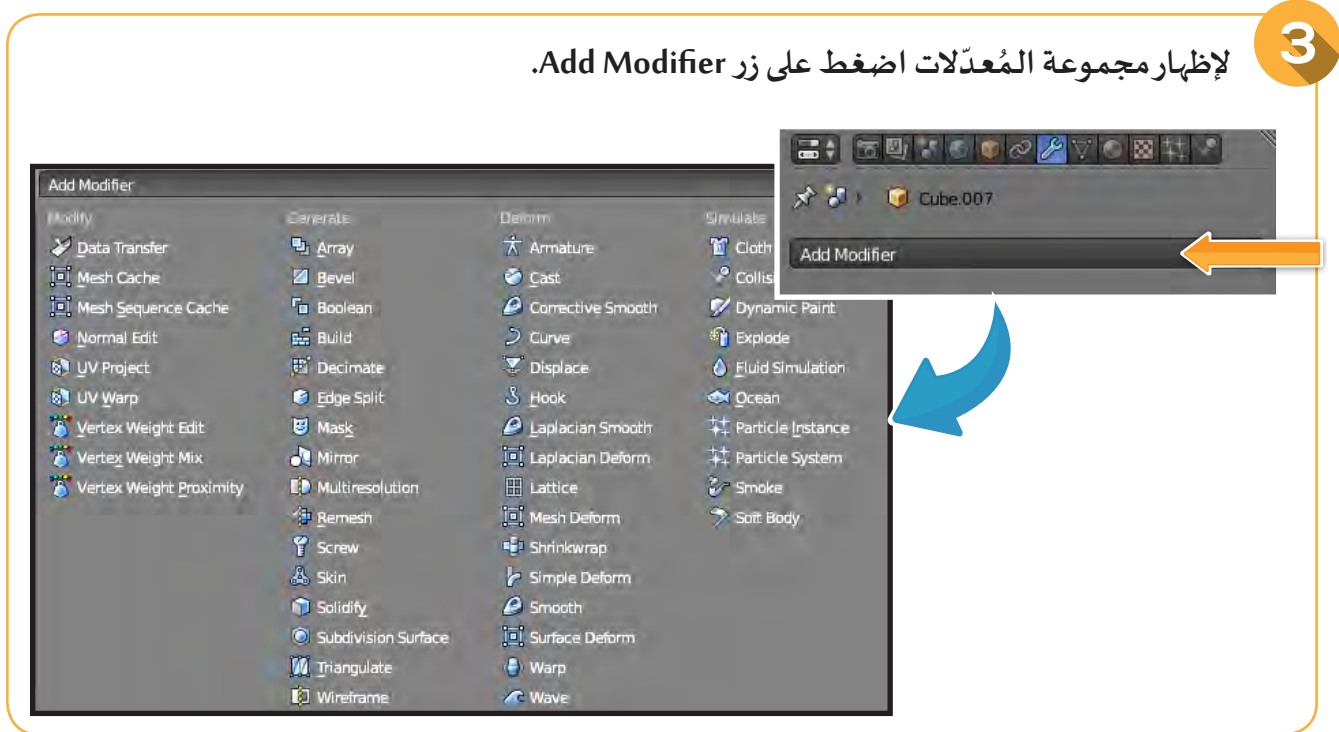 3
لإظهار مجموعة المُعدّلات اضغط على زر Add Modifier.
Cube.007
Add Modifier
Add Modifier
Modify
Data Transfer
Mesh Cache
Mesh Sequence Cache
Normal Edit
UV Project
UV Warp
Vertex Weight Edit
Vertex Weight Mix
Vertex Weight Proximity
Generate
Array
Bevel
Boolean
Build
Decimate
Edge Split
Mask
Mirror
Multiresolution
Remesh
Screw
Skin
Solidify
Subdivision Surface
Triangulate
Wireframe
Deform
Armature
Cast
Corrective Smooth
Curve
Displace
Hook
Laplacian Smooth
Laplacian Deform
Lattice
Mesh Deform
Shrinkwrap
Simple Deform
Smooth
Surface Deform
Warp
Wave
Simulate
Cloth
Collisi
Dynamic Paint
Explode
Fluid Simulation
Ocean
Particle Instance
Particle System
Smoke
Soft Body